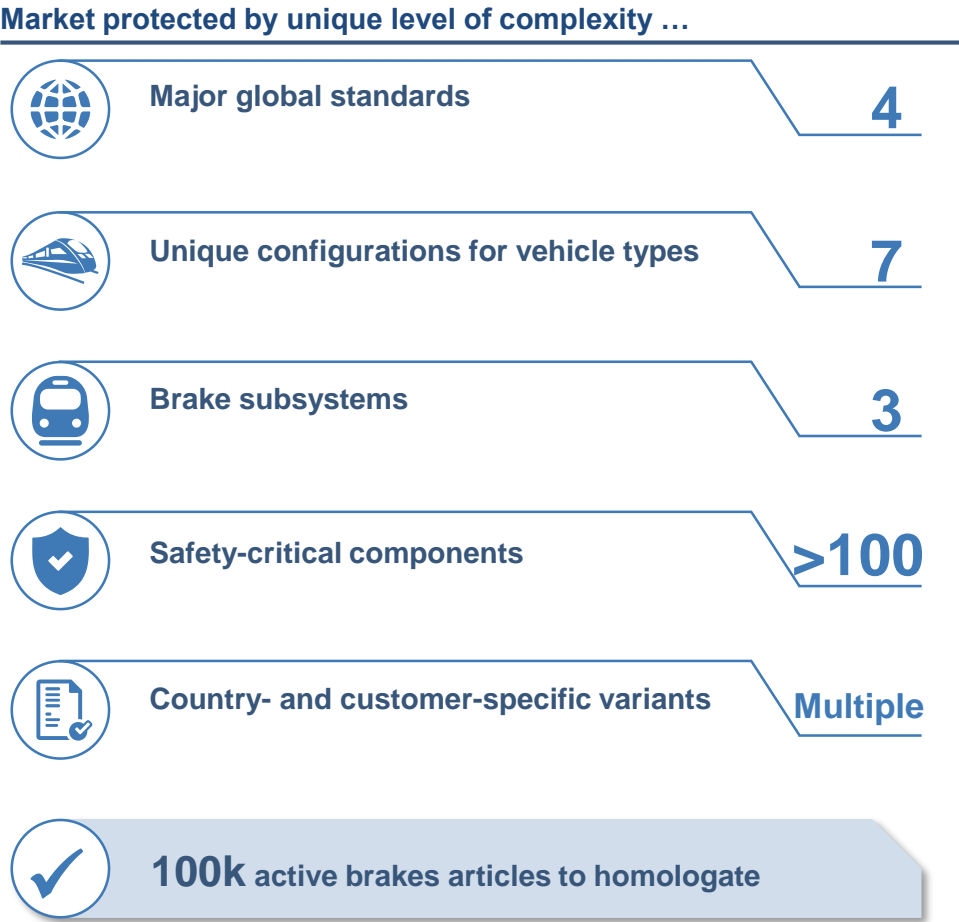 Market protected by unique level of complexity …
Major global standards
4
Unique configurations for vehicle types
7
Brake subsystems
3
Safety-critical components
>100
Country- and customer-specific variants
Multiple
100k active brakes articles to homologate